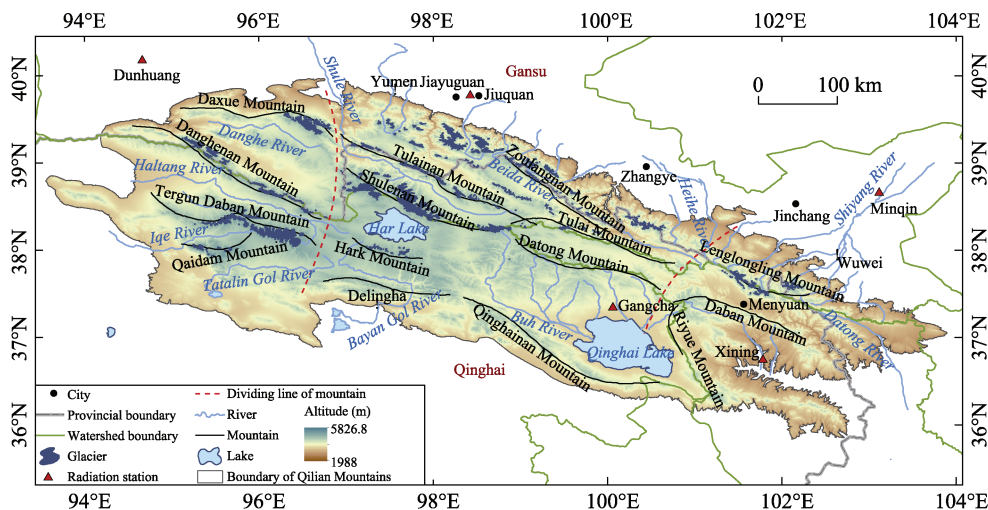 94°E 96°E 98°E 100°E 102°E 104°E
40°N
39°N
38°N
37°N
36°N
40°N
39°N
38°N
37°N
36°N
Dunhuang
Shule River
Yumen
Jiayuguan
Jiuquan
Gansu
0 100 km
Daxue Mountain
Danghe River
Danghenan Mountain
Haltang River
Tergun Daban Mountain
Iqe River
Qaidam Mountain
Tatalin Gol River
Tulainan Mountain
Beida River
Zoulangnan Mountain
Shulenan Mountain
Tulai Mountain
Har Lake
Hark Mountain
Datong Mountain
Delingha
Bayan Gol River
Zhangye
Heihe River
Jinchang
Shiyang River
Minqin
Wuwei
Lenglongling Mountain
Gangcha
Menyuan
Daban Mountain
Datong River
Buh River
Qinghainan Mountain
Qinghai Lake
Riyue Mountain
Xining
Qinghai
City
Provincial boundary
Watershed boundary
Glacier
Radiation station
Dividing line of mountain
River
Mountain
Lake
Boundary of Qilian Mountains
Altitude (m)
5826.8
1988
94°E 96°E 98°E 100°E 102°E 104°E